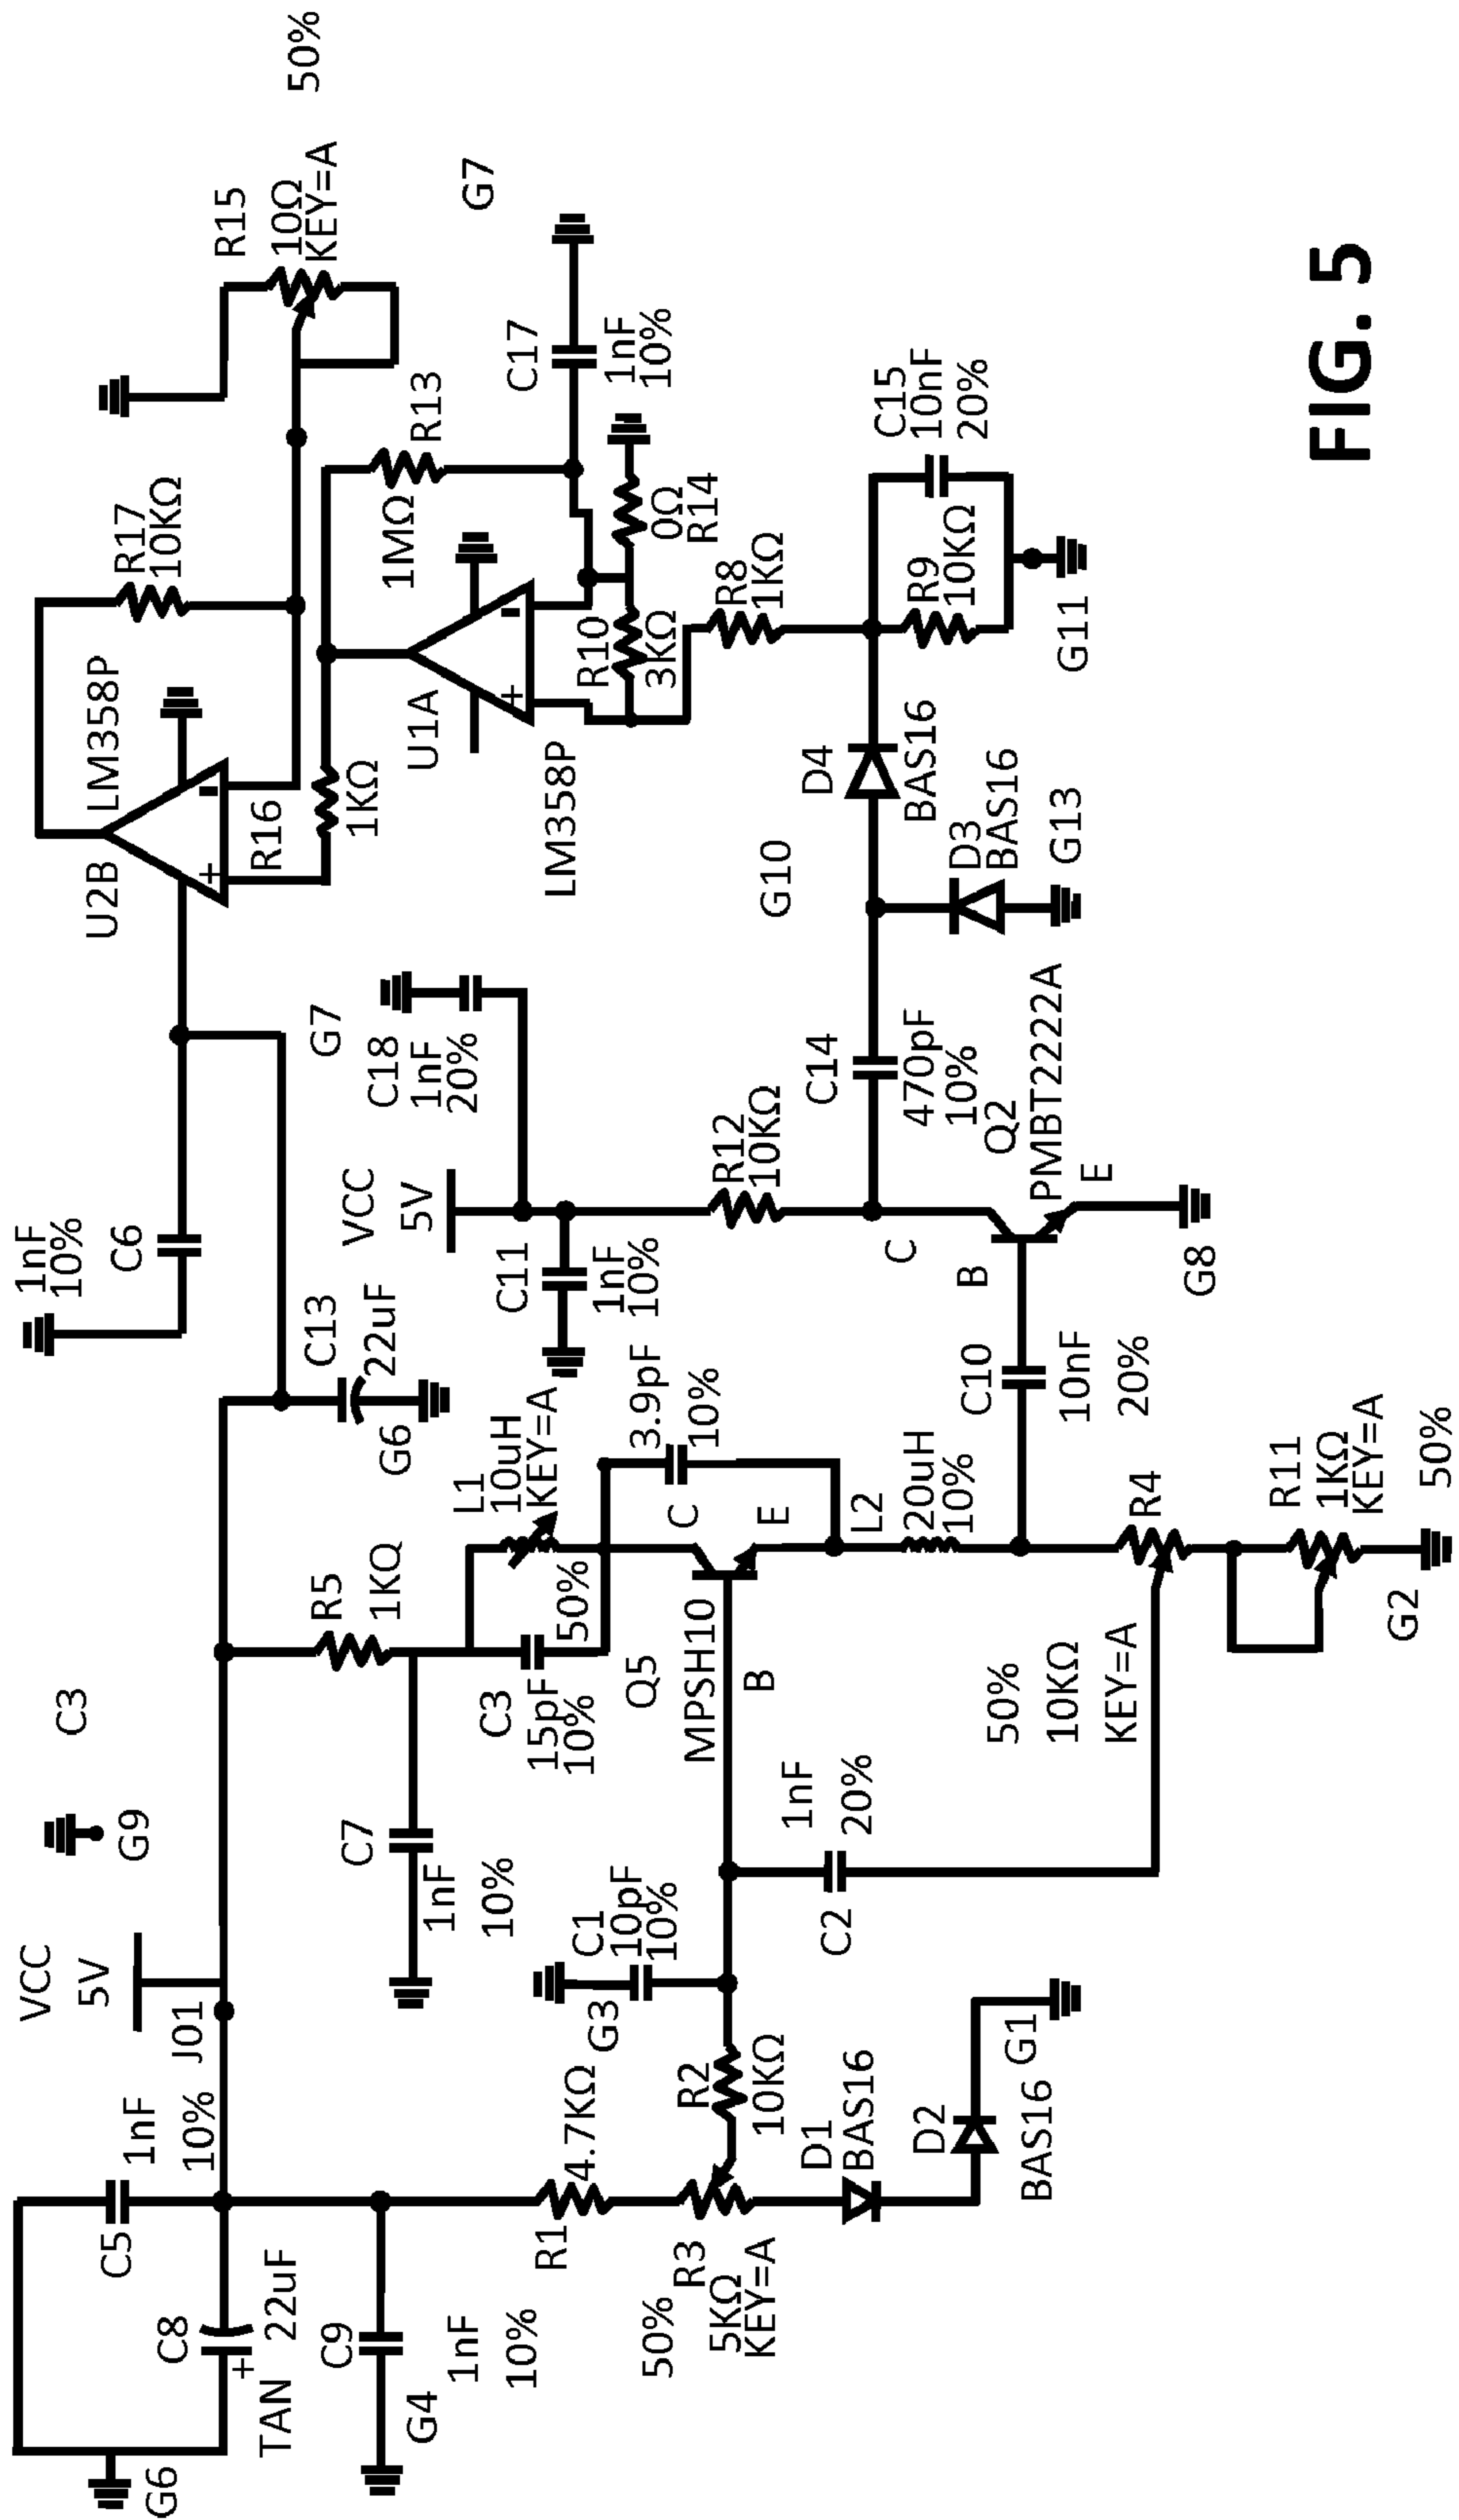 1nF
10%
C6
U2B
LM358P
R17
10KΩ
R15
10Ω
KEY=A
50%
VCC
5V
G9
C3
C5
1nF
10%
J01
C8
22uF
TAN
G6
C13
22uF
G6
G7
R16
1KΩ
U1A
1MΩ
R13
G7
C9
1nF
10%
G4
C7
1nF
10%
R5
1KΩ
L1
10uH
KEY=A
50%
VCC
5V
C18
1nF
20%
C11
1nF
10%
LM358P
R10
3KΩ
0Ω
R14
C17
1nF
10%
R1
4.7KΩ
C1
10pF
10%
G3
C3
15pF
10%
3.9pF
10%
Q5
MPSH10
C
B
E
R12
10KΩ
R8
1KΩ
50%
R3
5KΩ
KEY=A
R2
10KΩ
D1
BAS16
D2
BAS16
G1
C2
1nF
20%
L2
20uH
10%
C14
470pF
10%
G10
D4
BAS16
D3
BAS16
G13
R9
10KΩ
C15
10nF
20%
G11
C10
10nF
20%
C
B
Q2
PMBT2222A
E
G8
50%
10KΩ
KEY=A
R4
R11
1KΩ
KEY=A
50%
G2
FIG. 5